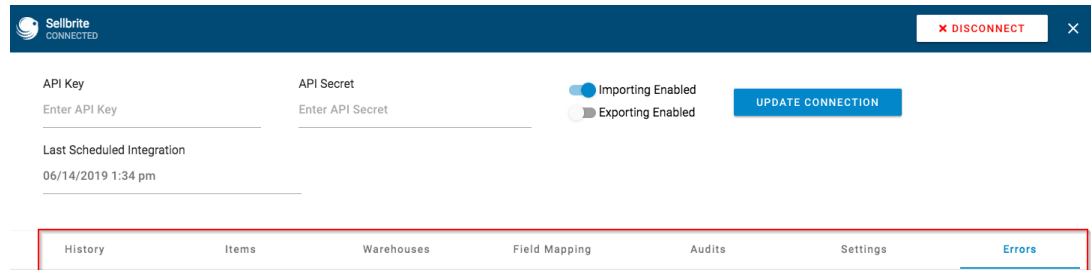 Sellbrite
CONNECTED
✖ DISCONNECT
×
API Key
API Secret
Importing Enabled
Enter API Key
Enter API Secret
Exporting Enabled
UPDATE CONNECTION
Last Scheduled Integration
06/14/2019 1:34 pm
History Items Warehouses Field Mapping Audits Settings Errors